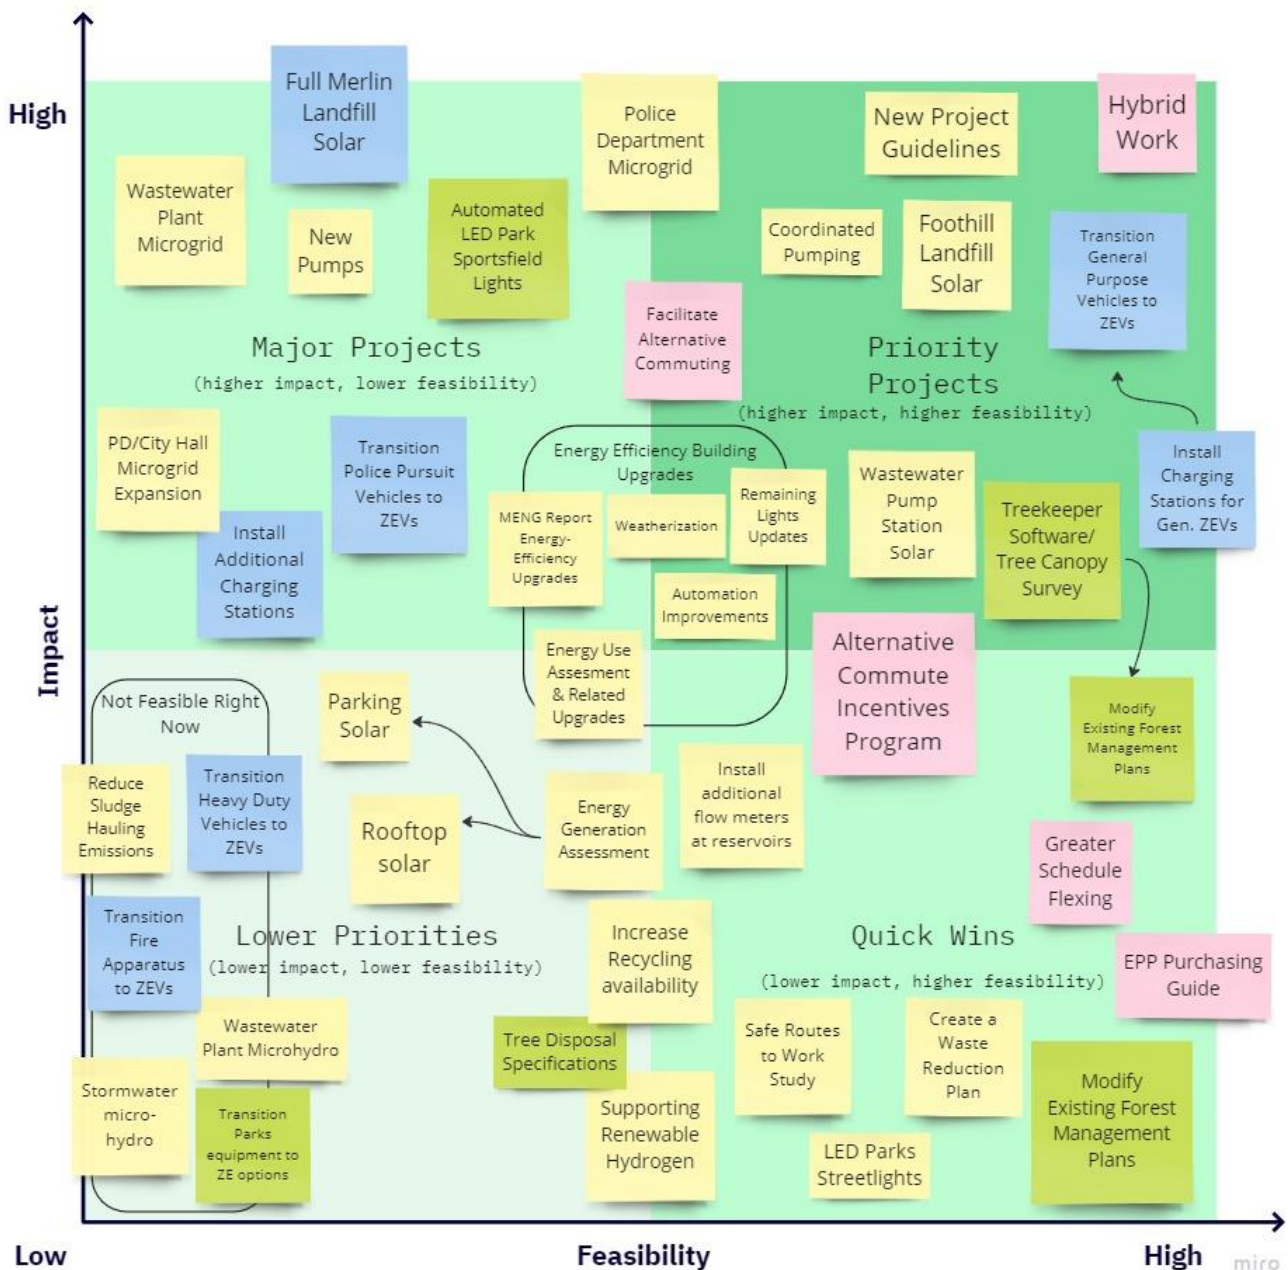 High
Full Merlin
Landfill
Solar
Police
Department
Microgrid
New Project
Guidelines
Hybrid
Work
Wastewater
Plant
Microgrid
New
Pumps
Automated
LED Park
Sportsfield
Lights
Coordinated
Pumping
Foothill
Landfill
Solar
Transition
General
Purpose
Vehicles to
ZEVs
Facilitate
Alternative
Commuting
Major Projects
(higher impact, lower feasibility)
Priority
Projects
(higher impact, higher feasibility)
PD/City Hall
Microgrid
Expansion
Transition
Police Pursuit
Vehicles to
ZEVs
Install
Additional
Charging
Stations
Energy Efficiency Building
Upgrades
MENG Report
Energy-
Efficiency
Upgrades
Weatherization
Remaining
Lights
Updates
Automation
Improvements
Energy Use
Assesment
& Related
Upgrades
Wastewater
Pump
Station
Solar
Treekeeper
Software/
Tree Canopy
Survey
Install
Charging
Stations for
Gen. ZEVs
Impact
Alternative
Commute
Incentives
Program
Modify
Existing Forest
Management
Plans
Not Feasible Right
Now
Parking
Solar
Reduce
Sludge
Hauling
Emissions
Transition
Heavy Duty
Vehicles to
ZEVs
Rooftop
solar
Energy
Generation
Assessment
Install
additional
flow meters
at reservoirs
Greater
Schedule
Flexing
Transition
Fire
Apparatus
to ZEVs
Lower Priorities
(lower impact, lower feasibility)
Increase
Recycling
availability
Quick Wins
(lower impact, higher feasibility)
EPP Purchasing
Guide
Wastewater
Plant Microhydro
Tree Disposal
Specifications
Safe Routes
to Work
Study
Create a
Waste
Reduction
Plan
Stormwater
micro-
hydro
Transition
Parks
equipment to
ZE options
Supporting
Renewable
Hydrogen
LED Parks
Streetlights
Modify
Existing Forest
Management
Plans
Low
Feasibility
High
miro